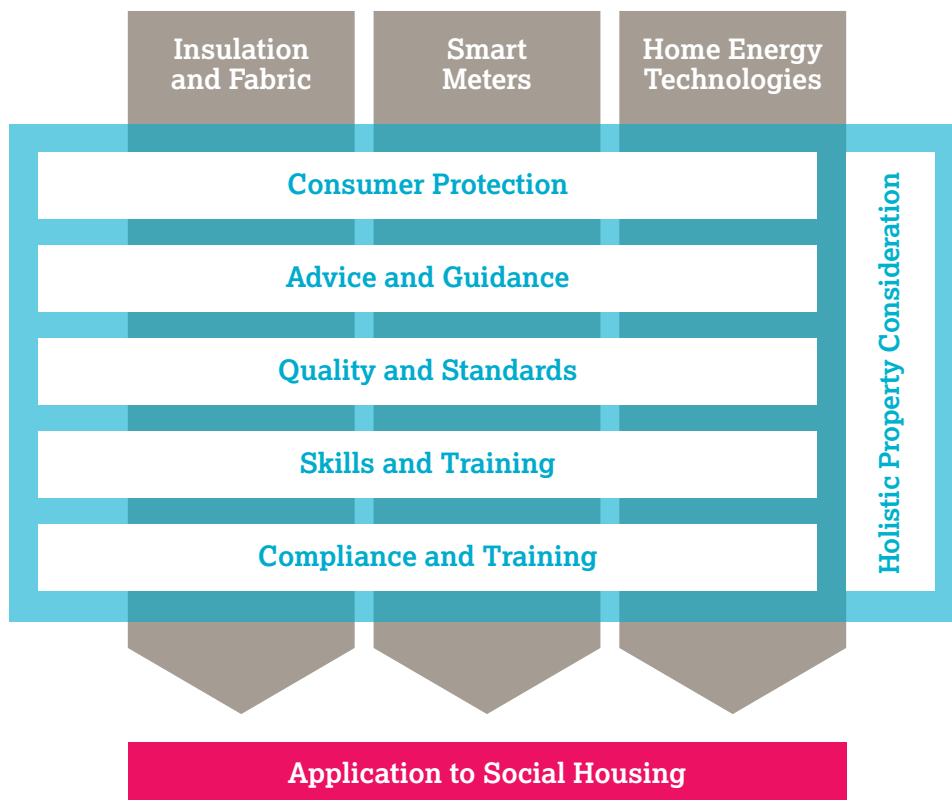 Insulation
and Fabric
Smart
Meters
Home Energy
Technologies
Consumer Protection
Advice and Guidance
Quality and Standards
Skills and Training
Compliance and Training
Holistic Property Consideration
Application to Social Housing